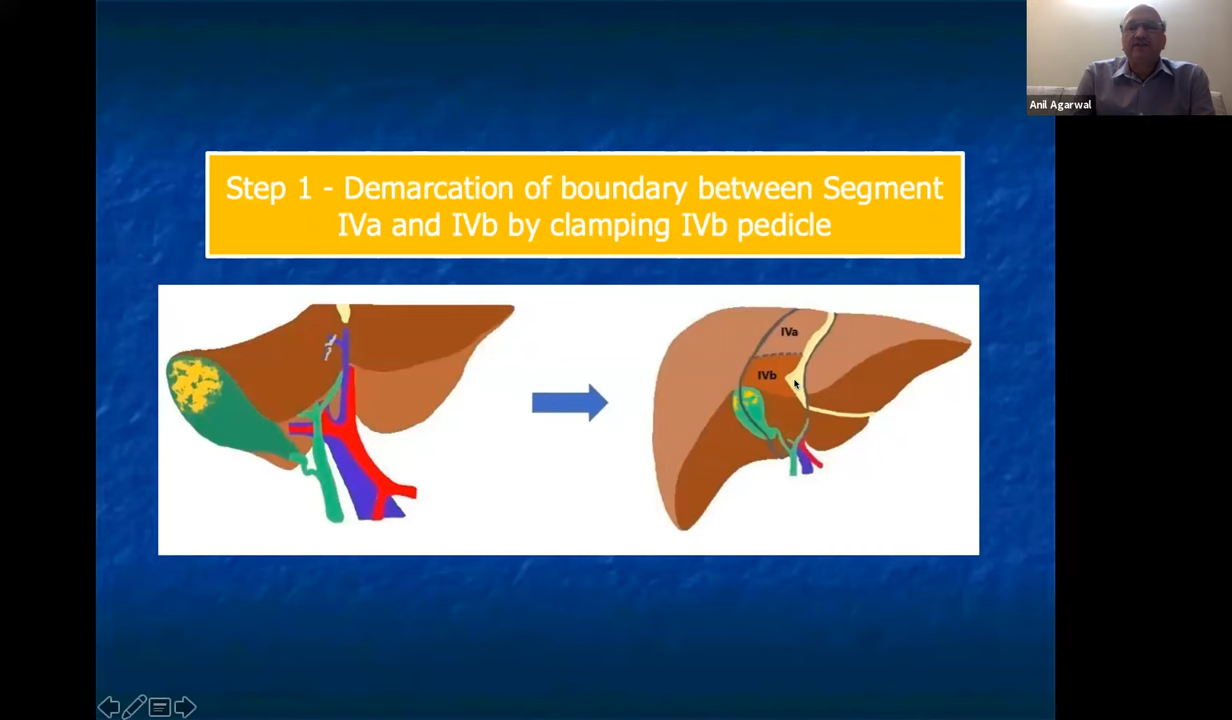 Anil Agarwal
Step 1 - Demarcation of boundary between Segment
IVa and IVb by clamping IVb pedicle
IVa
IVb